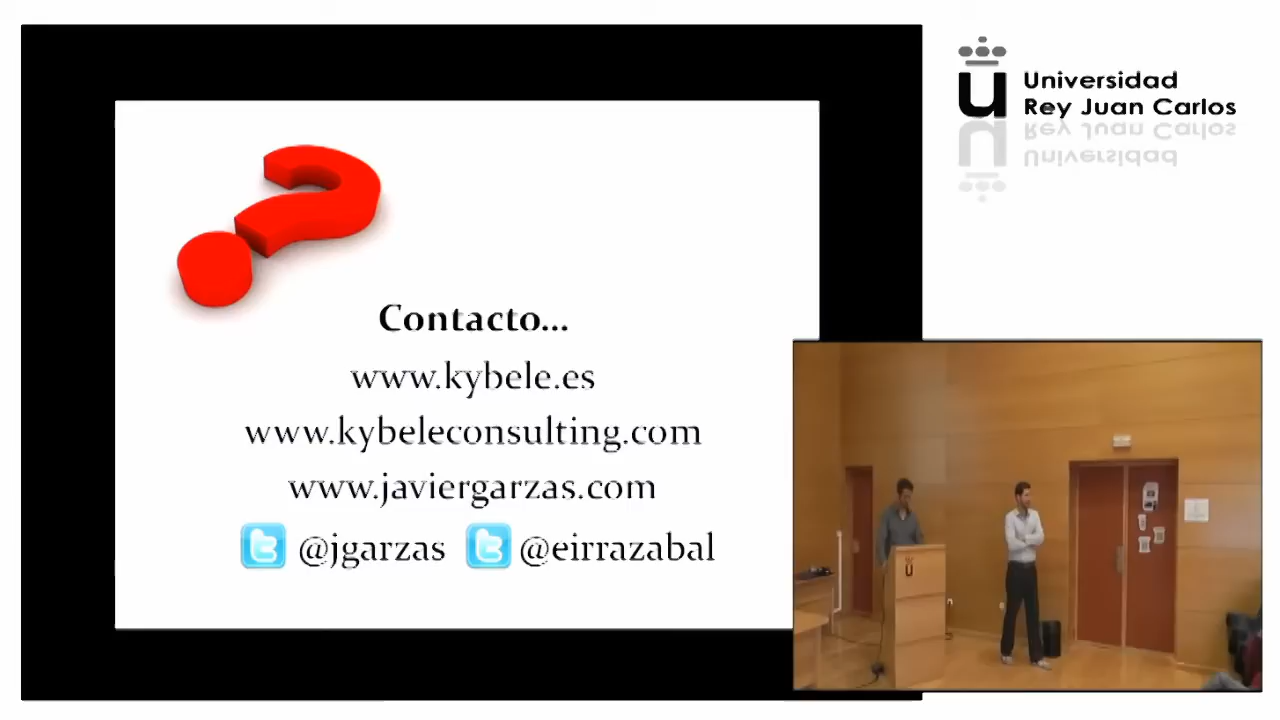 Contacto...
www.kybele.es
www.kybeleconsulting.com
www.javiergarzas.com
@jgarzas @eirrazabal
Universidad
Rey Juan Carlos